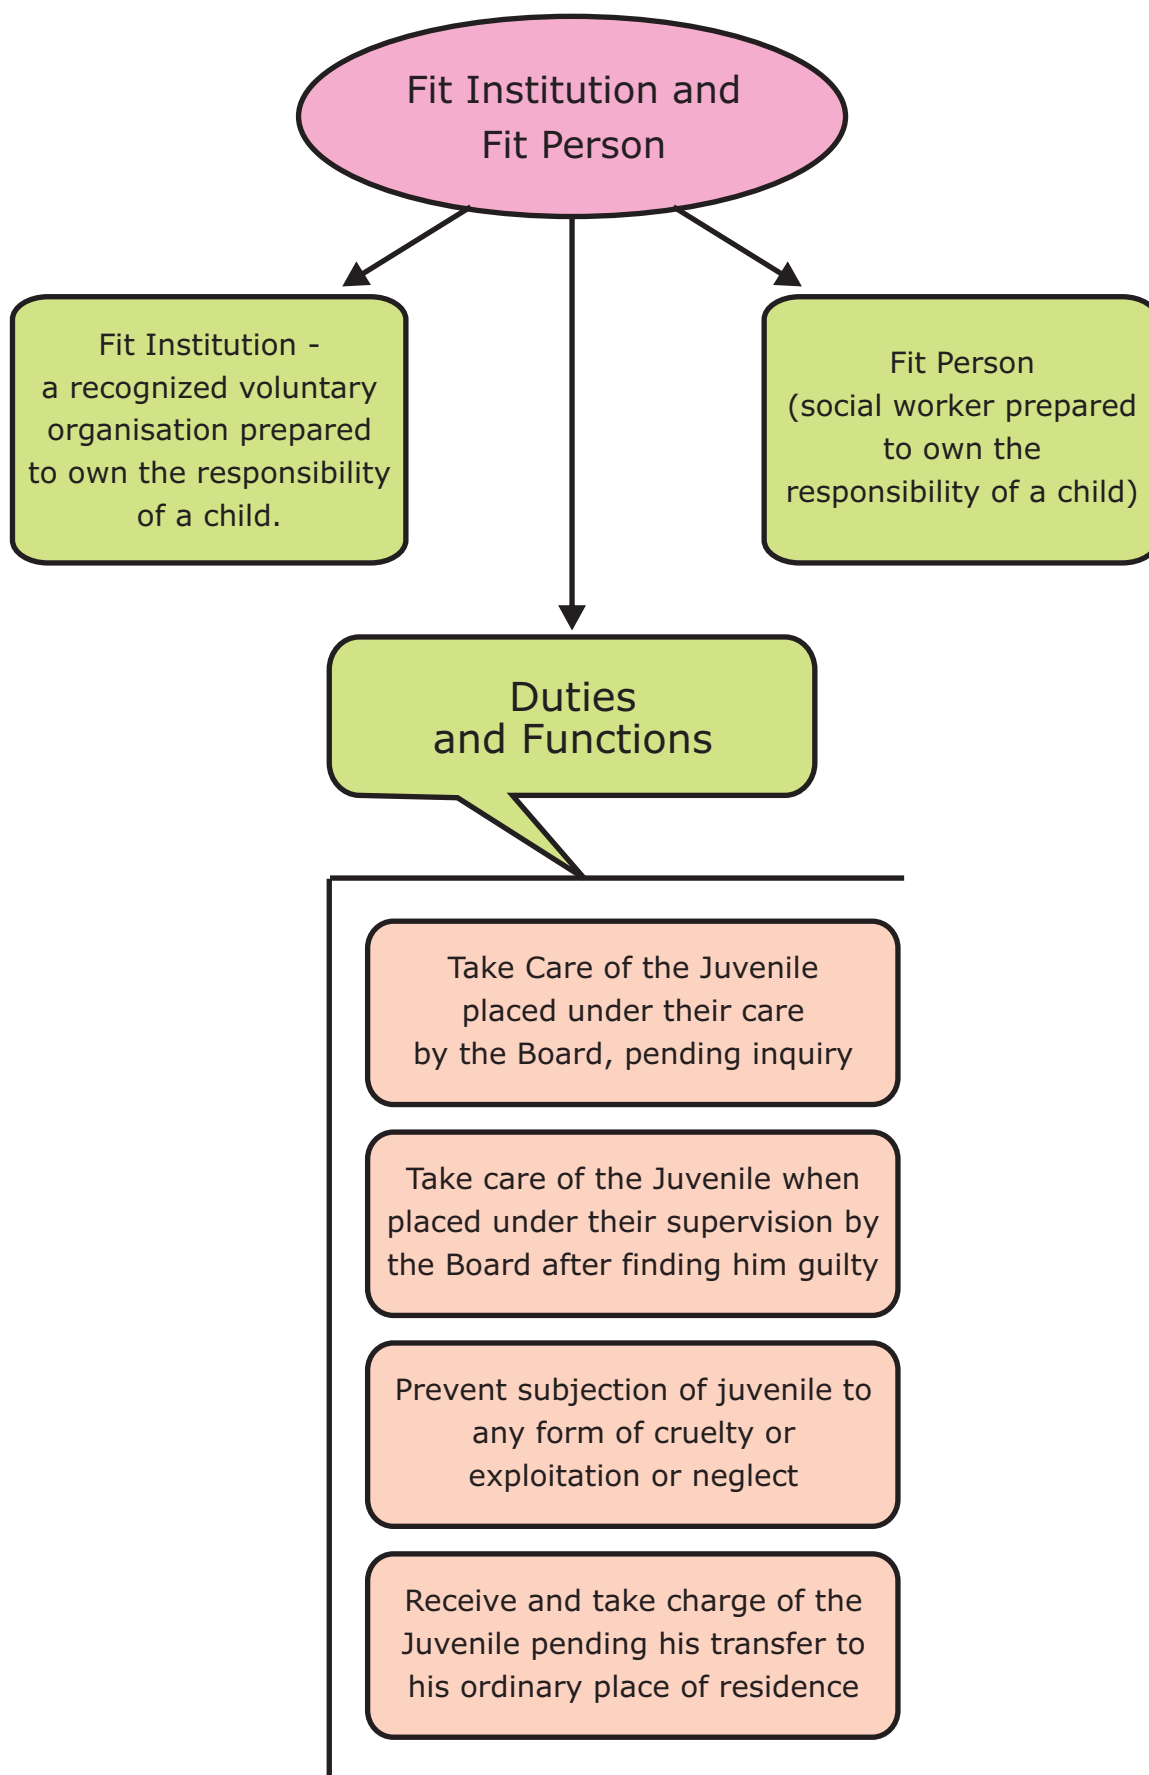 Fit Institution and
Fit Person
Fit Institution -
a recognized voluntary
organisation prepared
to own the responsibility
of a child.
Fit Person
(social worker prepared
to own the
responsibility of a child)
Duties
and Functions
Take Care of the Juvenile
placed under their care
by the Board, pending inquiry
Take care of the Juvenile when
placed under their supervision by
the Board after finding him guilty
Prevent subjection of juvenile to
any form of cruelty or
exploitation or neglect
Receive and take charge of the
Juvenile pending his transfer to
his ordinary place of residence